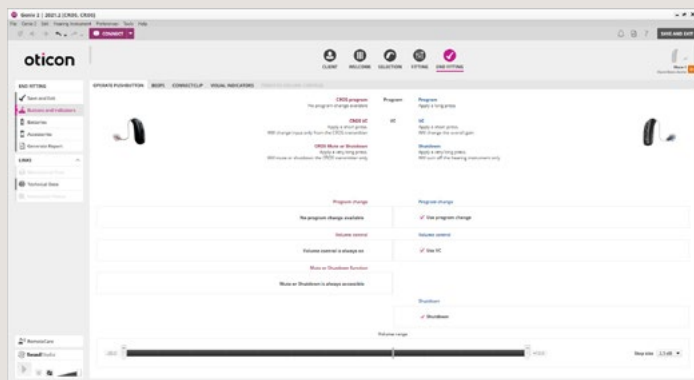 Genie 2 | 2021.2 (CROS, CROS)
File Genie 2 Edit Hearing Instrument Preferences Tools Help
CONNECT
SAVE AND EXIT
oticon
CLIENT WELCOME SELECTION FITTING END FITTING
END FITTING
Save and Exit
Buttons and Indicators
Batteries
Accessories
Generate Report
LINKS
Technical Data
OPERATE PUSHBUTTON BEEPS CONNECTCLIP VISUAL INDICATORS
CROS program Program Program
No program change available Apply a long press
CROS VC VC VC
Apply a short press. Apply a short press.
Will change input only from the CROS transmitter Will change the overall gain.
CROS Mute or Shutdown Shutdown
Apply a very long press. Apply a very long press.
Will mute or shutdown the CROS transmitter only Will turn off the hearing instrument only
Program change Program change
No program change available Use program change
Volume control Volume control
Volume control is always on Use VC
Mute or Shutdown function
Mute or Shutdown is always accessible
Shutdown
Shutdown
Volume range
Step size 2,5 dB
RemoteCare
SoundStudio